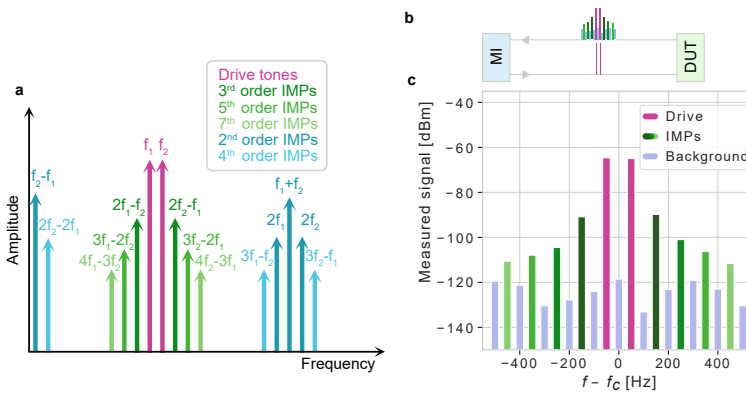 a
Drive tones
3rd order IMPs
5th order IMPs
7th order IMPs
2nd order IMPs
4th order IMPs
f1 f2
f2–f1
2f2–2f1
2f1–f2
2f2–f1
3f1–2f2
3f2–2f1
4f1–3f2
4f2–3f1
f1+f2
2f1
2f2
3f1–f2
3f2–f1
Amplitude
Frequency
b
MI
DUT
c
Drive
IMPs
Background
Measured signal [dBm]
−40
−60
−80
−100
−120
−140
−400 −200 0 200 400
f − fc [Hz]